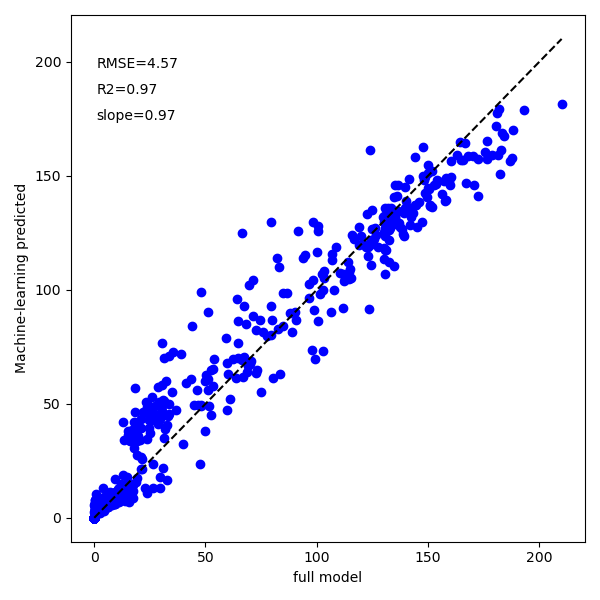 RMSE=4.57
R2=0.97
slope=0.97
200
150
100
50
0
0 50 100 150 200
full model
Machine-learning predicted